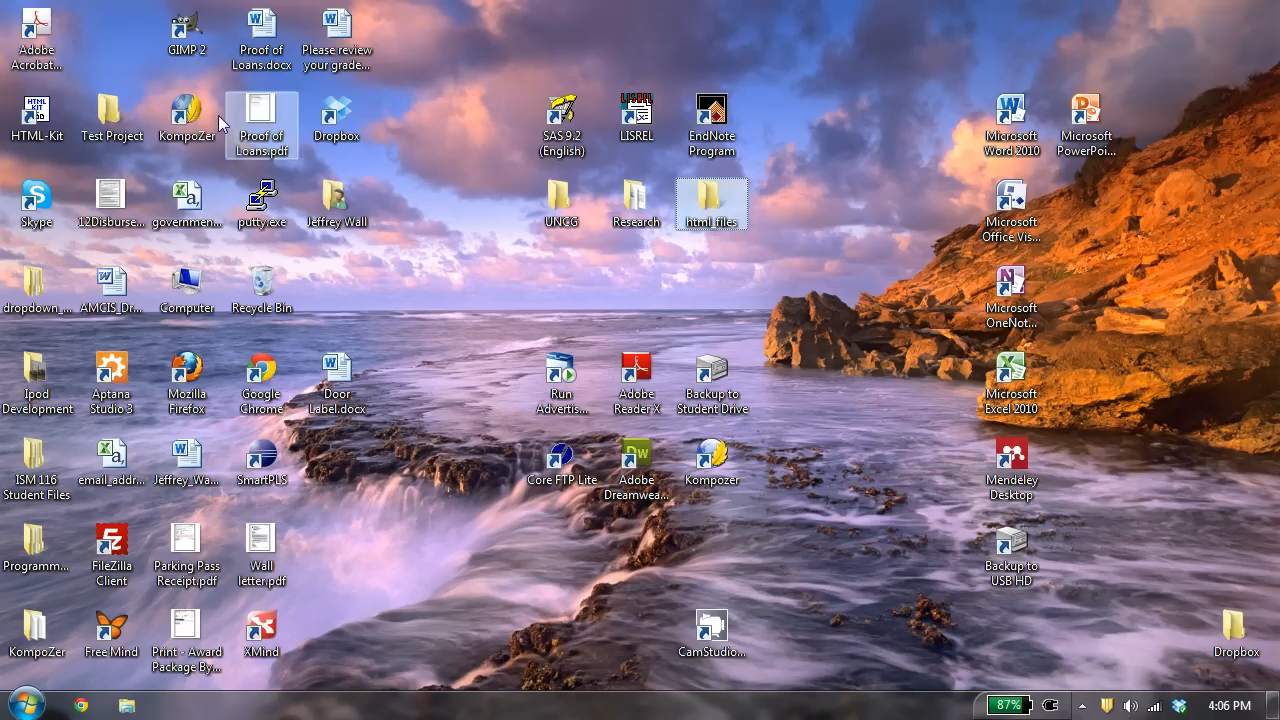 Adobe
Acrobat...
GIMP 2
Proof of
Loans.docx
Please review
your grade...
HTML-Kit
Test Project
KompoZer
Proof of
Loans.pdf
Dropbox
SAS 9.2
(English)
LISREL
LISREL
EndNote
Program
Microsoft
Word 2010
Microsoft
PowerPoi...
Skype
12Disburse...
governmen...
putty.exe
Jeffrey Wall
UNCG
Research
html_files
Microsoft
Office Vis...
dropdown_...
AMCIS_Dr...
Computer
Recycle Bin
Microsoft
OneNot...
Ipod
Development
Aptana
Studio 3
Mozilla
Firefox
Google
Chrome
Door
Label.docx
Run
Advertis...
Adobe
Reader X
Backup to
Student Drive
Microsoft
Excel 2010
ISM 116
Student Files
email_addr...
Jeffrey_Wa...
SmartPLS
Core FTP Lite
Adobe
Dreamwea...
Kompozer
Mendeley
Desktop
Programm...
FileZilla
Client
Parking Pass
Receipt.pdf
Wall
letter.pdf
Backup to
USB HD
KompoZer
Free Mind
Print - Award
Package By...
XMind
CamStudio...
Dropbox
87%
4:06 PM